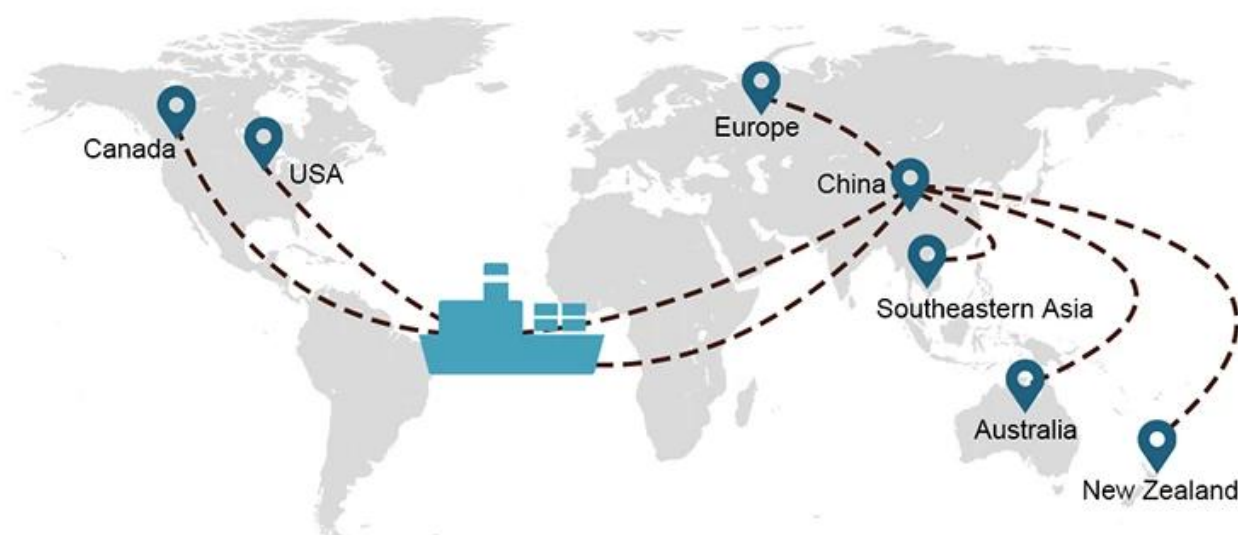 Canada
USA
Europe
China
Southeastern Asia
Australia
New Zealand